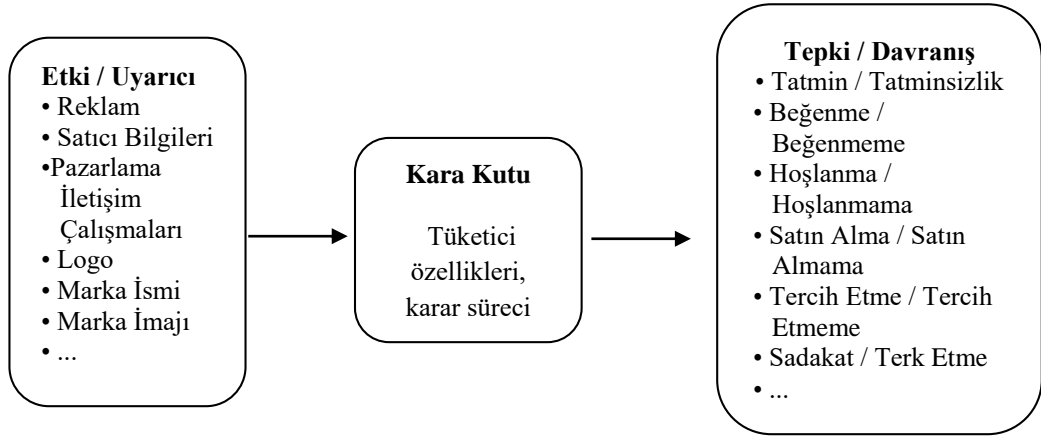 Etki / Uyarıcı
• Reklam
• Satıcı Bilgileri
•Pazarlama
İletişim
Çalışmaları
• Logo
• Marka İsmi
• Marka İmajı
• ...
Kara Kutu
Tüketici
özellikleri,
karar süreci
Tepki / Davranış
• Tatmin / Tatminsizlik
• Beğenme /
Beğenmeme
• Hoşlanma /
Hoşlanmama
• Satın Alma / Satın
Almama
• Tercih Etme / Tercih
Etmeme
• Sadakat / Terk Etme
• ...